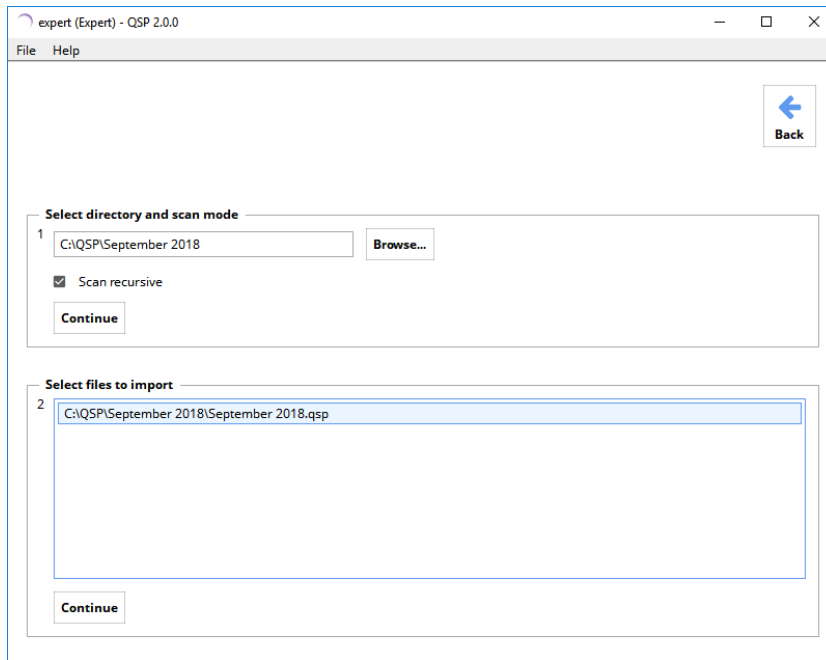 expert (Expert) - QSP 2.0.0
File Help
Back
Select directory and scan mode
1
C:\QSP\September 2018
Browse...
Scan recursive
Continue
Select files to import
2
C:\QSP\September 2018\September 2018.qsp
Continue